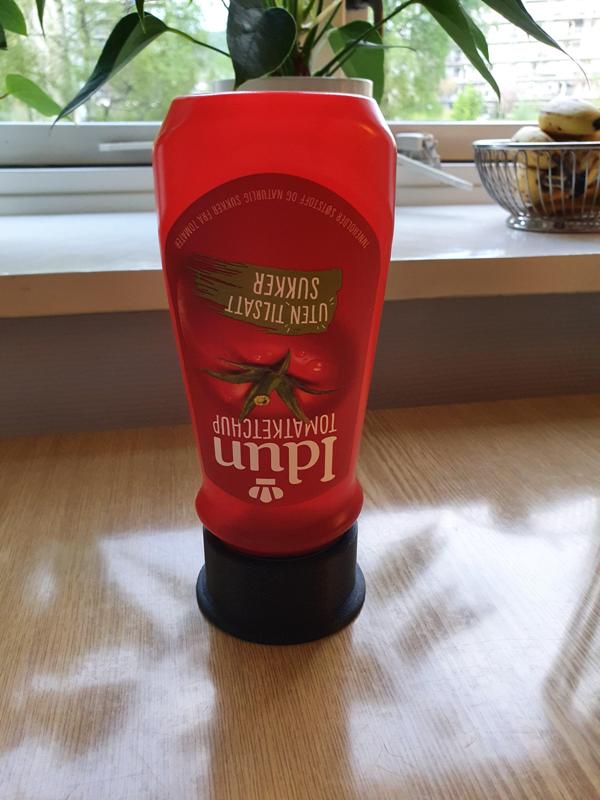 Idun
TOMATKETCHUP
UTEN TILSATT
SUKKER
INNEHOLDER SØTSTOFF OG NATURLIG SUKKER FRA TOMATER